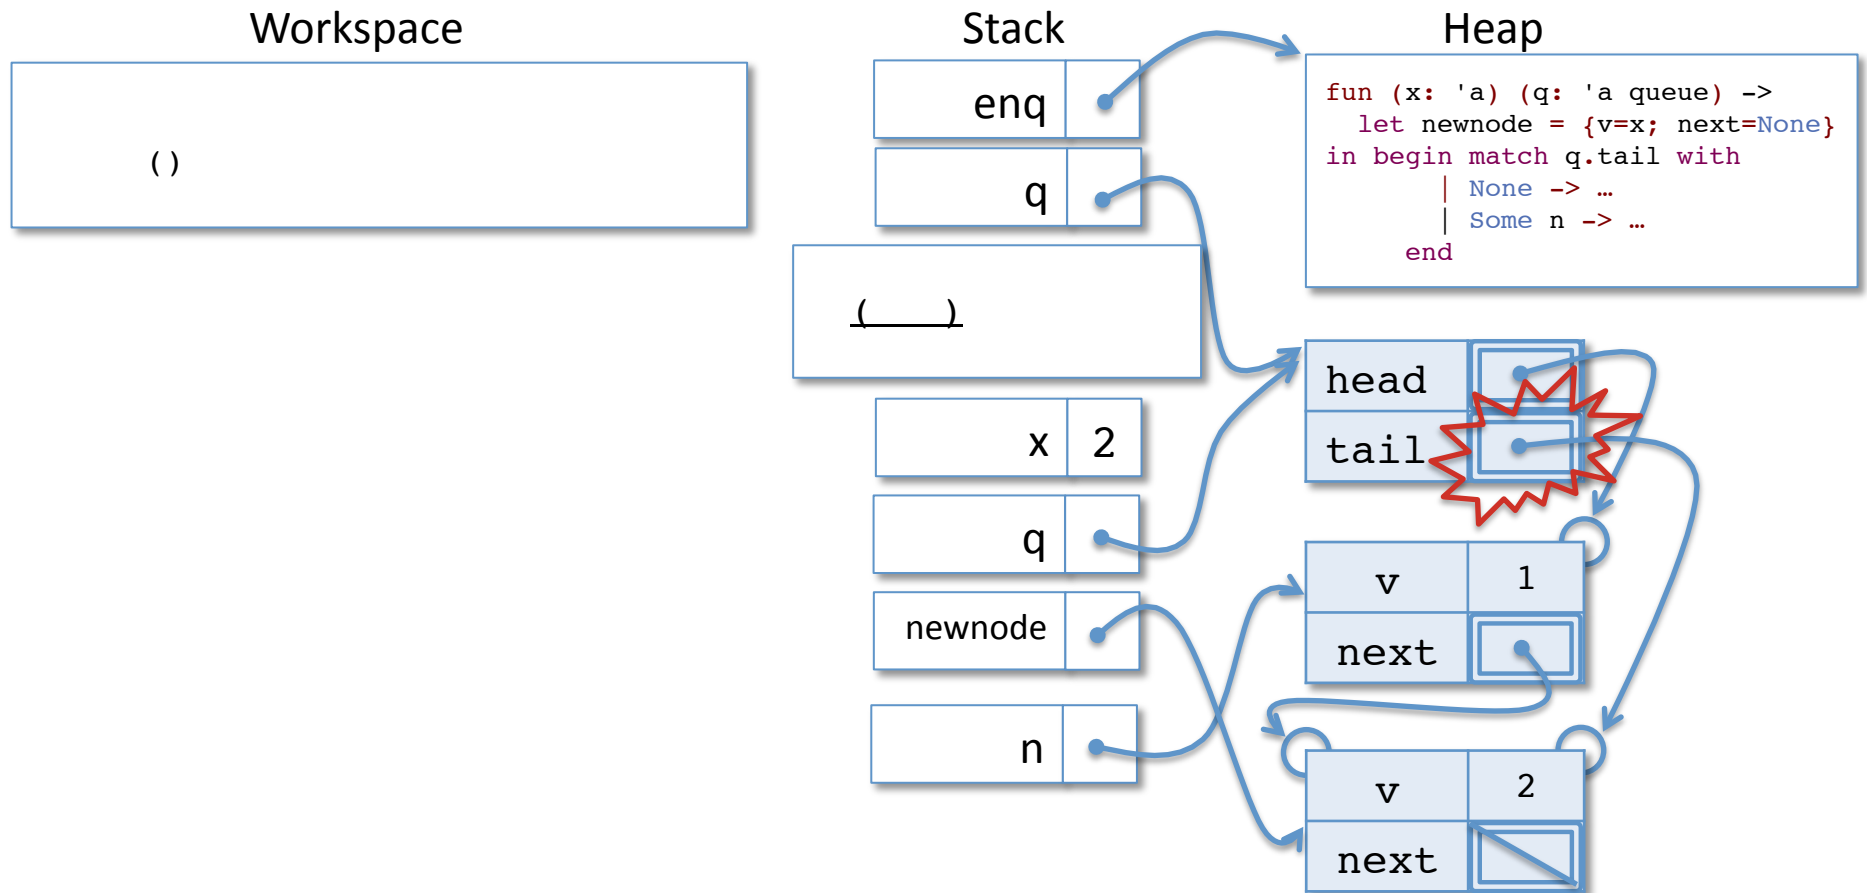 Workspace
()
Stack
enq
q
(    )
x 2
q
newnode
n
Heap
fun (x: 'a) (q: 'a queue) ->
let newnode = {v=x; next=None}
in begin match q.tail with
| None -> …
| Some n -> …
end
head
tail
v 1
next
v 2
next